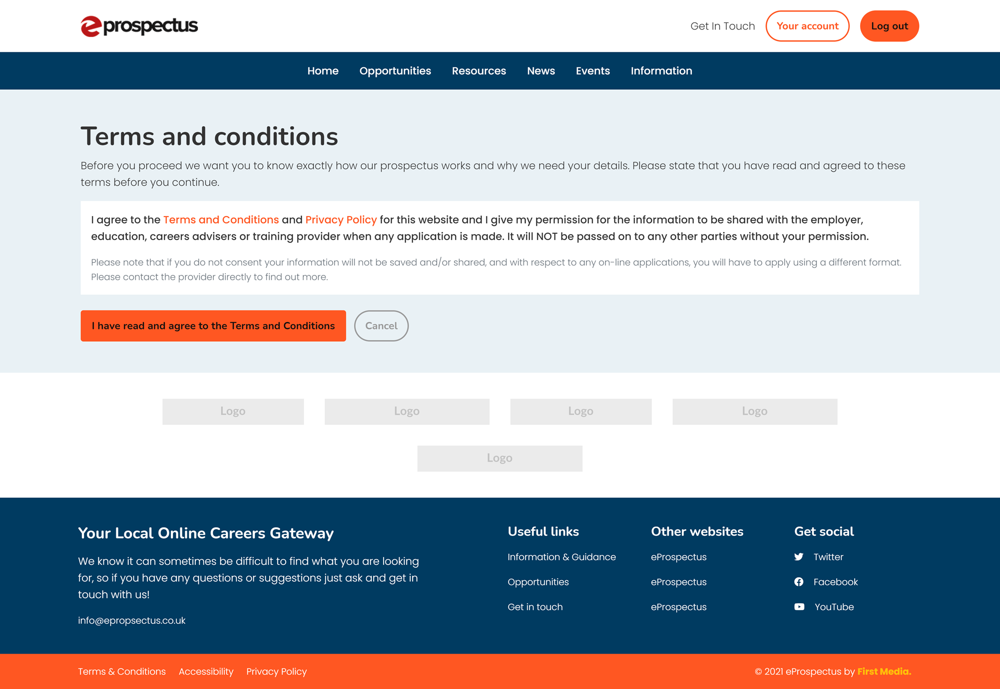 eprospectus
Get In Touch
Your account
Log out
Home
Opportunities
Resources
News
Events
Information
Terms and conditions
Before you proceed we want you to know exactly how our prospectus works and why we need your details. Please state that you have read and agreed to these
terms before you continue.
I agree to the Terms and Conditions and Privacy Policy for this website and I give my permission for the information to be shared with the employer,
education, careers advisers or training provider when any application is made. It will NOT be passed on to any other parties without your permission.
Please note that if you do not consent your information will not be saved and/or shared, and with respect to any on-line applications, you will have to apply using a different format.
Please contact the provider directly to find out more.
I have read and agree to the Terms and Conditions
Cancel
Logo
Logo
Logo
Logo
Logo
Your Local Online Careers Gateway
We know it can sometimes be difficult to find what you are looking
for, so if you have any questions or suggestions just ask and get in
touch with us!
info@epropsectus.co.uk
Useful links
Information & Guidance
Opportunities
Get in touch
Other websites
eProspectus
eProspectus
eProspectus
Get social
Twitter
Facebook
YouTube
Terms & Conditions
Accessibility
Privacy Policy
© 2021 eProspectus by First Media.